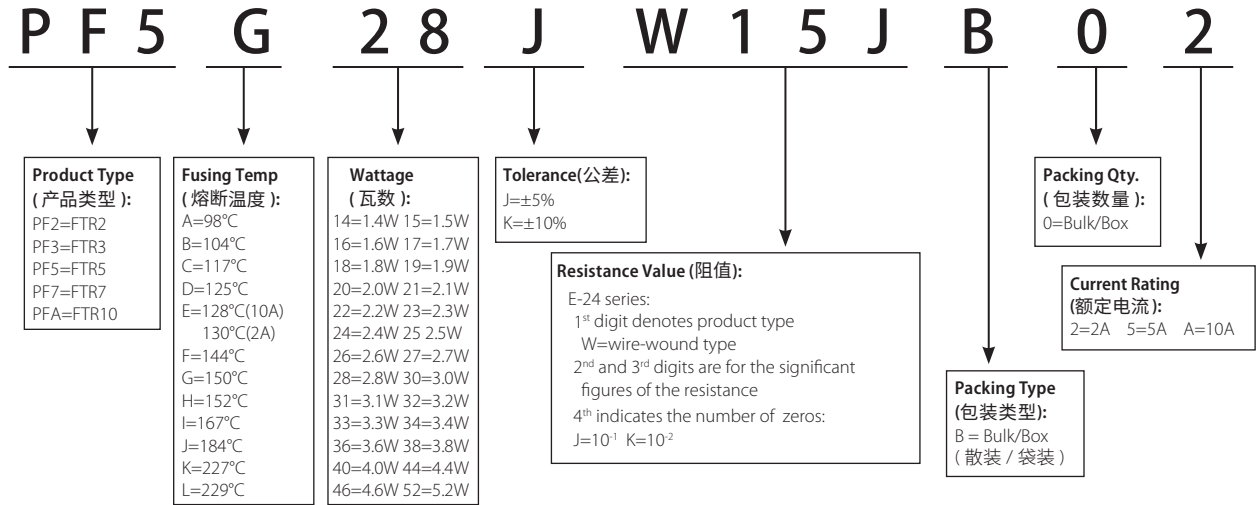 P F 5 G 2 8 J W 1 5 J B 0 2
Product Type
( 产品类型 ):
PF2=FTR2
PF3=FTR3
PF5=FTR5
PF7=FTR7
PFA=FTR10
Fusing Temp
( 熔断温度 ):
A=98°C
B=104°C
C=117°C
D=125°C
E=128°C(10A)
130°C(2A)
F=144°C
G=150°C
H=152°C
I=167°C
J=184°C
K=227°C
L=229°C
Wattage
( 瓦数 ):
14=1.4W 15=1.5W
16=1.6W 17=1.7W
18=1.8W 19=1.9W
20=2.0W 21=2.1W
22=2.2W 23=2.3W
24=2.4W 25 2.5W
26=2.6W 27=2.7W
28=2.8W 30=3.0W
31=3.1W 32=3.2W
33=3.3W 34=3.4W
36=3.6W 38=3.8W
40=4.0W 44=4.4W
46=4.6W 52=5.2W
Tolerance(公差):
J=±5%
K=±10%
Resistance Value (阻值):
E-24 series:
1st digit denotes product type
W=wire-wound type
2nd and 3rd digits are for the significant
figures of the resistance
4th indicates the number of zeros:
J=10-1 K=10-2
Packing Type
(包装类型):
B = Bulk/Box
( 散装 / 袋装 )
Packing Qty.
( 包装数量 ):
0=Bulk/Box
Current Rating
(额定电流):
2=2A 5=5A A=10A